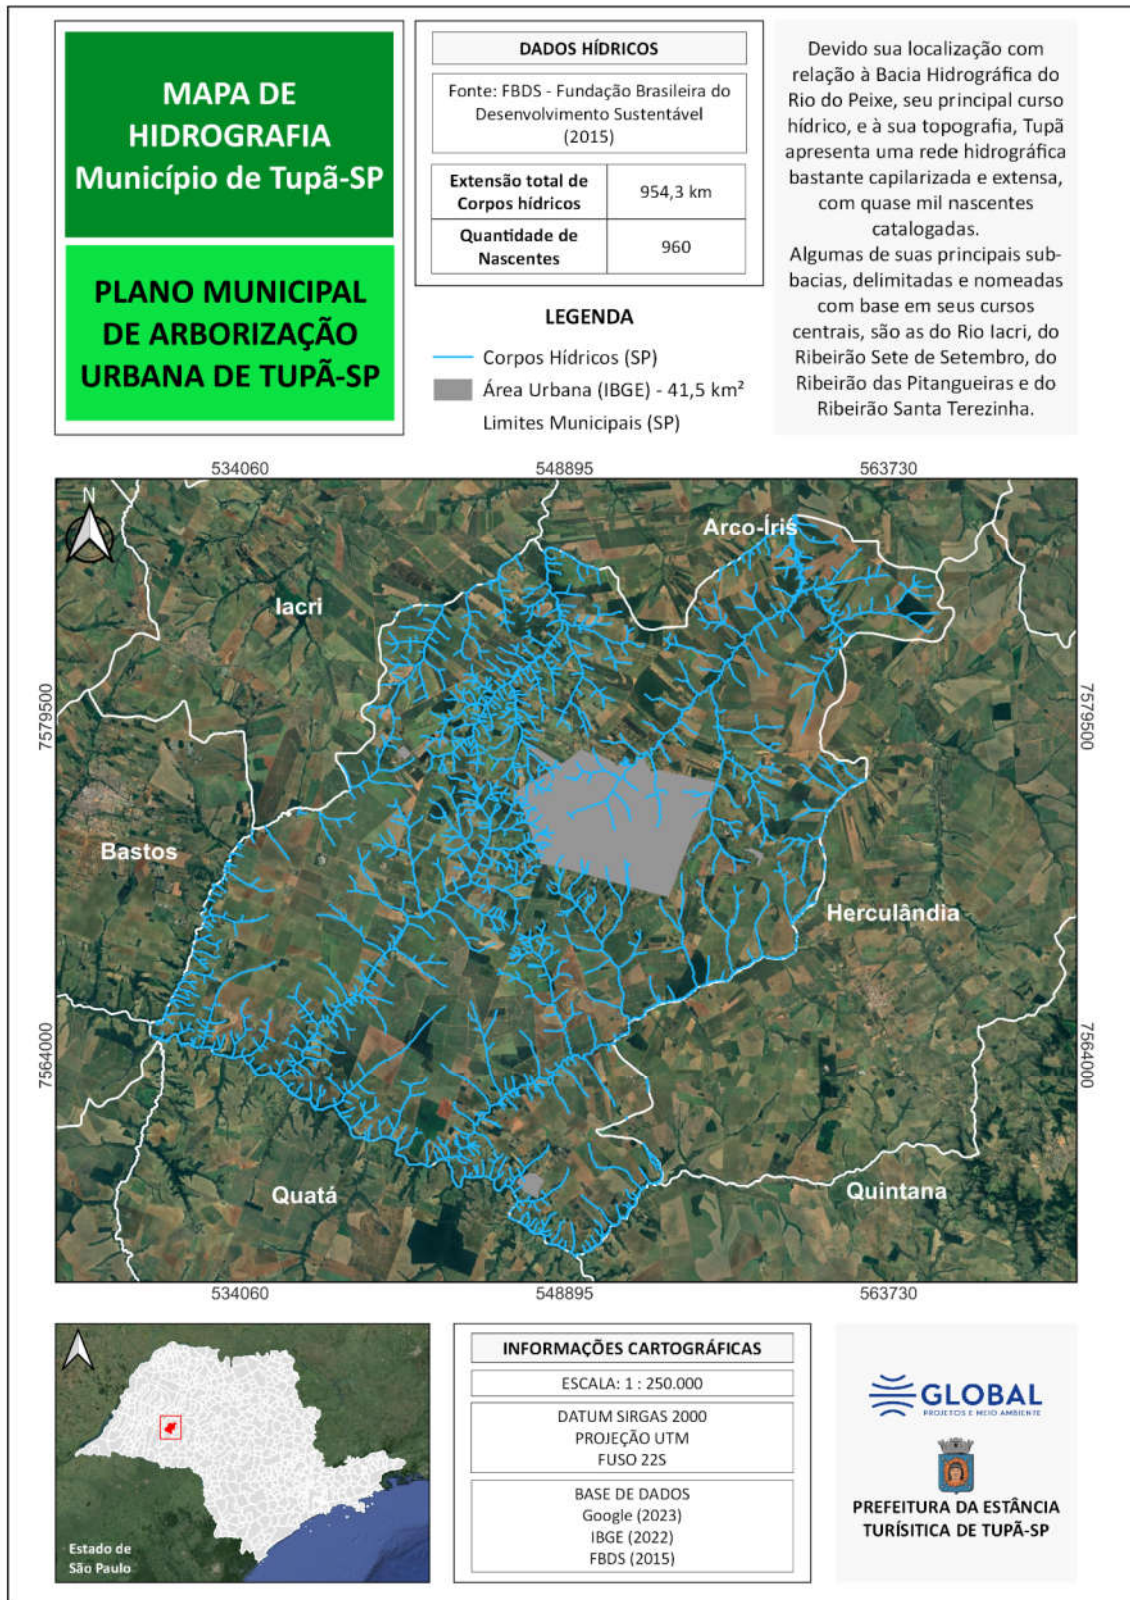 MAPA DE
HIDROGRAFIA
Município de Tupã-SP
PLANO MUNICIPAL
DE ARBORIZAÇÃO
URBANA DE TUPÃ-SP
DADOS HÍDRICOS
Fonte: FBDS - Fundação Brasileira do
Desenvolvimento Sustentável
(2015)
Extensão total de
Corpos hídricos
954,3 km
Quantidade de
Nascentes
960
LEGENDA
Corpos Hídricos (SP)
Área Urbana (IBGE) - 41,5 km²
Limites Municipais (SP)
Devido sua localização com
relação à Bacia Hidrográfica do
Rio do Peixe, seu principal curso
hídrico, e à sua topografia, Tupã
apresenta uma rede hidrográfica
bastante capilarizada e extensa,
com quase mil nascentes
catalogadas.
Algumas de suas principais sub-
bacias, delimitadas e nomeadas
com base em seus cursos
centrais, são as do Rio Iacri, do
Ribeirão Sete de Setembro, do
Ribeirão das Pitangueiras e do
Ribeirão Santa Terezinha.
534060
548895
563730
N
Arco-Íris
Iacri
7579500
7579500
Bastos
Herculândia
7564000
7564000
Quatá
Quintana
534060
548895
563730
Estado de
São Paulo
INFORMAÇÕES CARTOGRÁFICAS
ESCALA: 1 : 250.000
DATUM SIRGAS 2000
PROJEÇÃO UTM
FUSO 22S
BASE DE DADOS
Google (2023)
IBGE (2022)
FBDS (2015)
GLOBAL
PROJETOS E MEIO AMBIENTE
PREFEITURA DA ESTÂNCIA
TURÍSITICA DE TUPÃ-SP